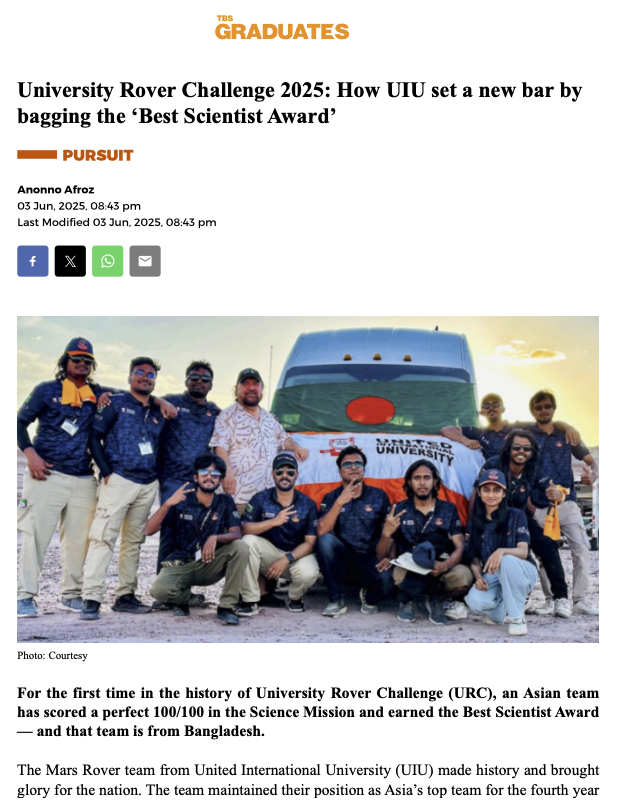 TBS
GRADUATES
University Rover Challenge 2025: How UIU set a new bar by
bagging the ‘Best Scientist Award’
PURSUIT
Anonno Afroz
03 Jun, 2025, 08:43 pm
Last Modified 03 Jun, 2025, 08:43 pm
UNITED
INTERNATIONAL
UNIVERSITY
Photo: Courtesy
For the first time in the history of University Rover Challenge (URC), an Asian team
has scored a perfect 100/100 in the Science Mission and earned the Best Scientist Award
— and that team is from Bangladesh.
The Mars Rover team from United International University (UIU) made history and brought
glory for the nation. The team maintained their position as Asia’s top team for the fourth year